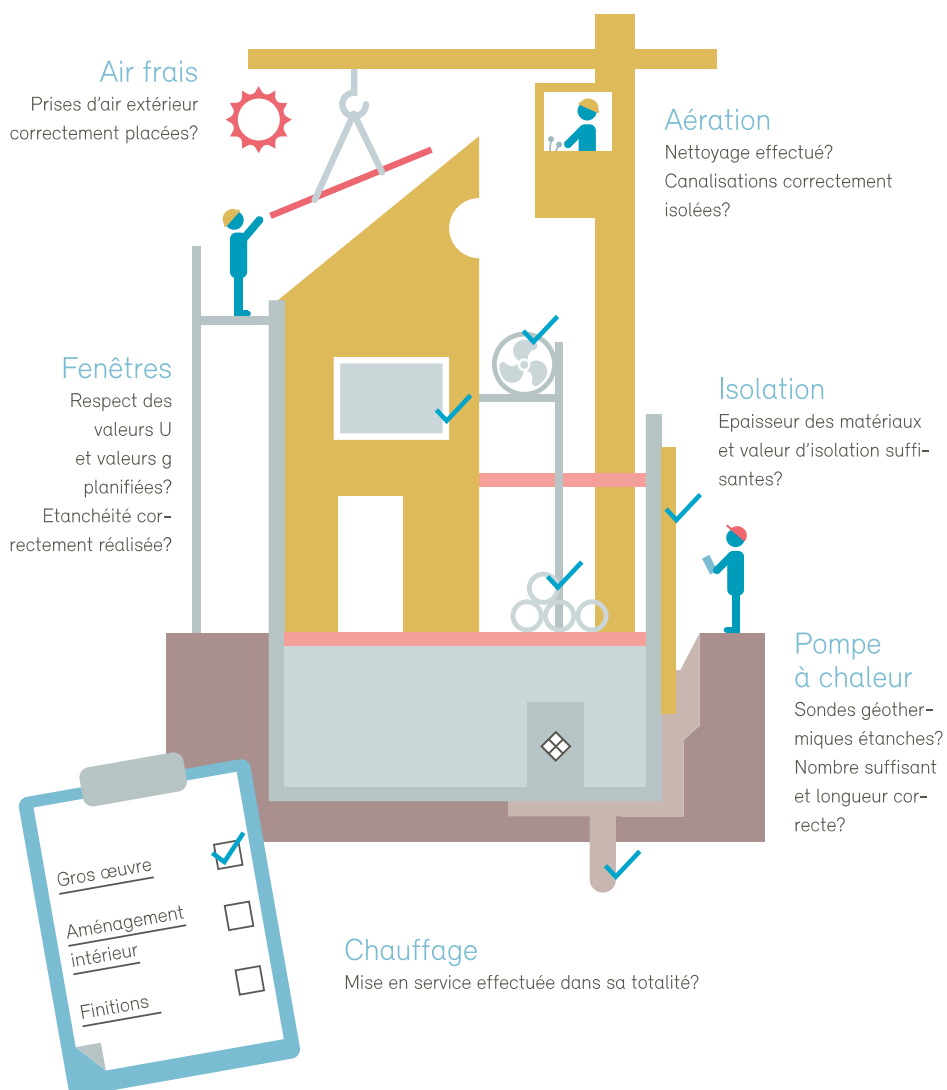 Air frais
Prises d'air extérieur
correctement placées?
Aération
Nettoyage effectué?
Canalisations correctement
isolées?
Fenêtres
Respect des
valeurs U
et valeurs g
planifiées?
Etanchéité cor-
rectement réalisée?
Isolation
Epaisseur des matériaux
et valeur d'isolation suffi-
santes?
Pompe
à chaleur
Sondes géother-
miques étanches?
Nombre suffisant
et longueur cor-
recte?
Gros œuvre
Aménagement
intérieur
Finitions
Chauffage
Mise en service effectuée dans sa totalité?